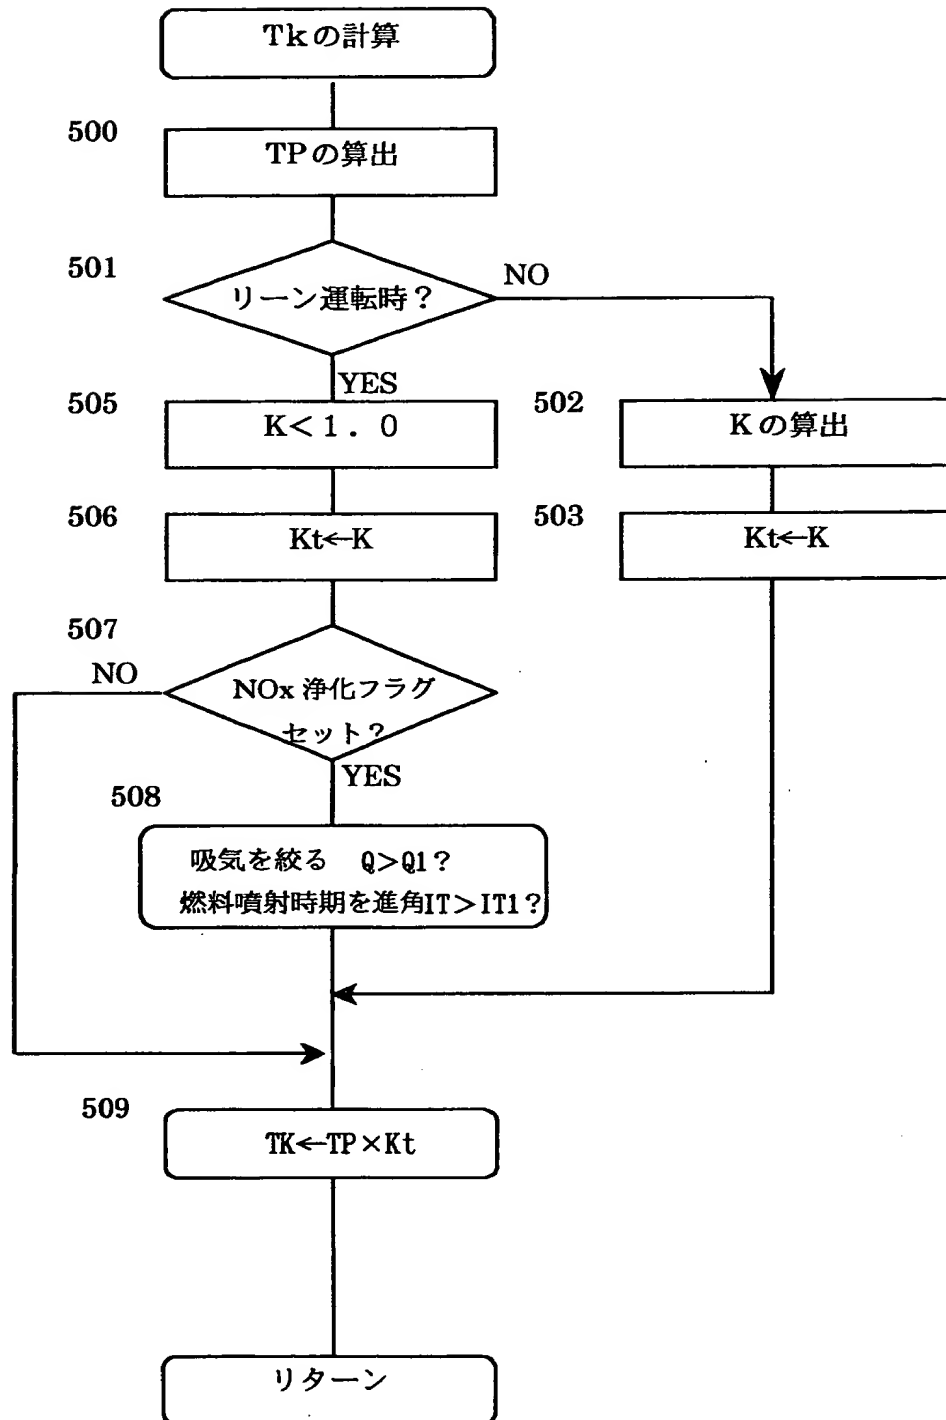 Tkの計算
500
TPの算出
501
リーン運転時?
NO
YES
505
K<1.0
502
Kの算出
506
Kt←K
503
Kt←K
507
NO
NOx 浄化フラグ
セット?
YES
508
吸気を絞る Q>Q1?
燃料噴射時期を進角IT>IT1?
509
TK←TP×Kt
リターン